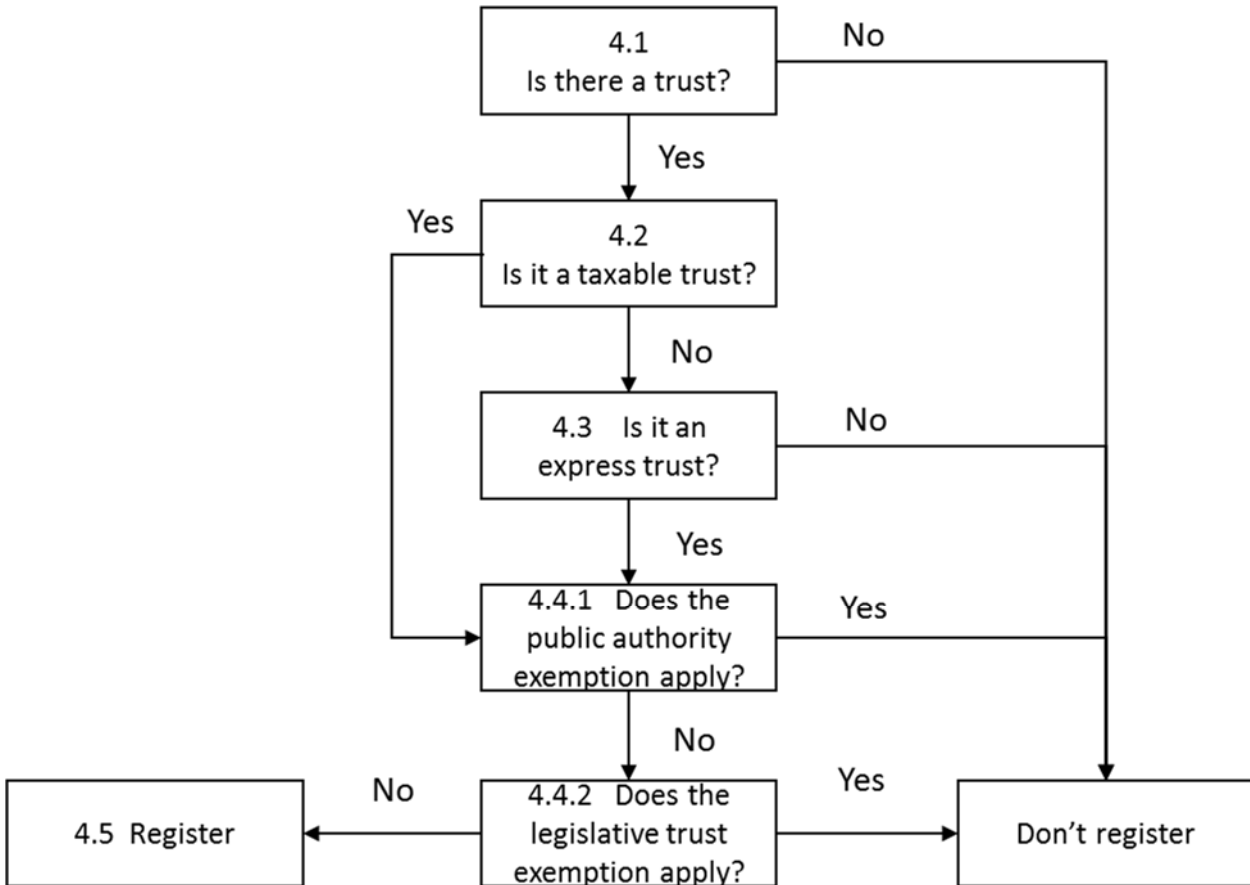 4.1
Is there a trust?
No
Yes
Yes
4.2
Is it a taxable trust?
No
4.3 Is it an
express trust?
No
Yes
4.4.1 Does the
public authority
exemption apply?
Yes
No
4.5 Register
No
4.4.2 Does the
legislative trust
exemption apply?
Yes
Don’t register